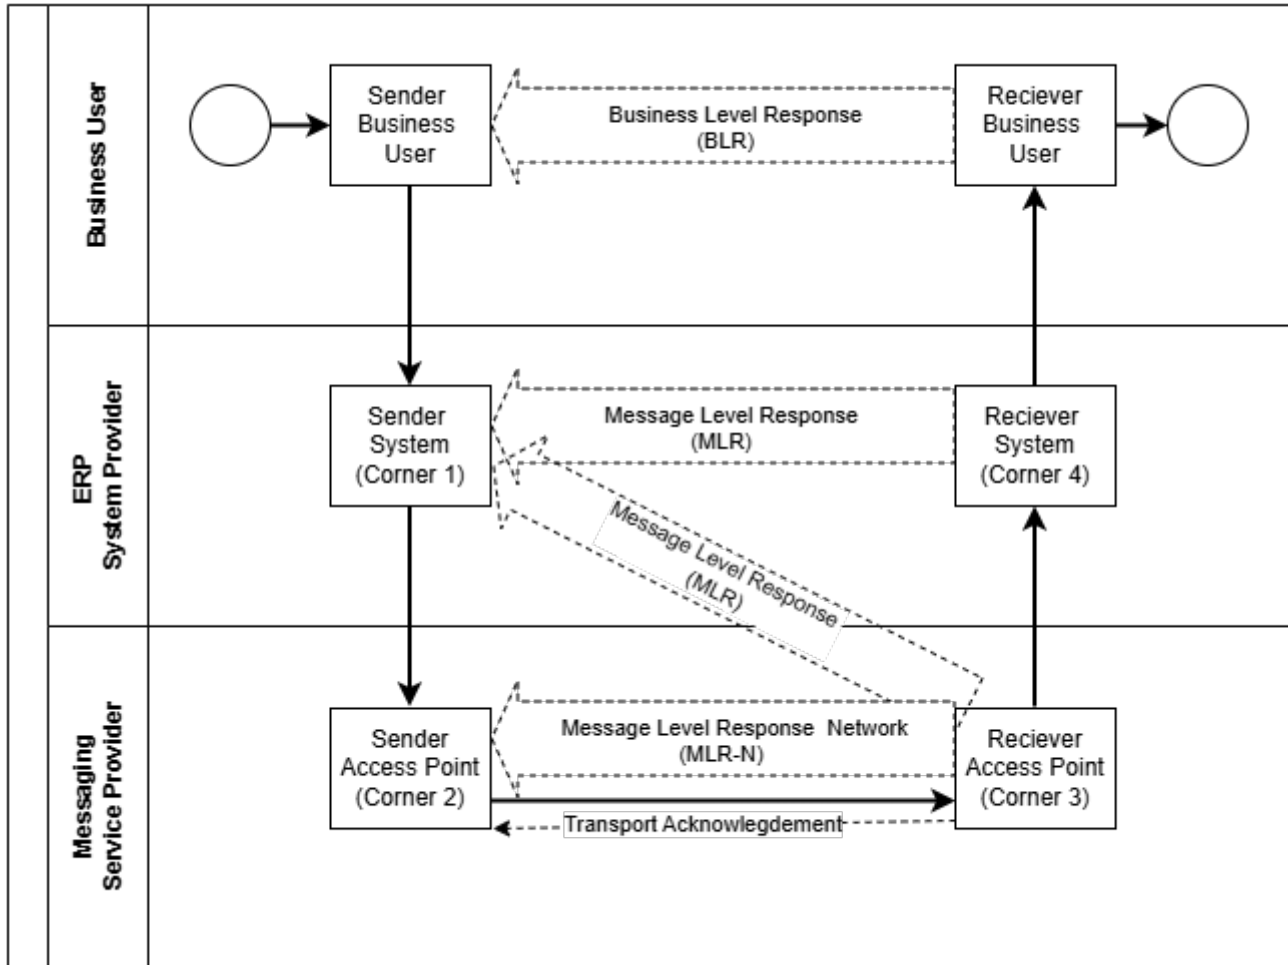 Business User
Sender
Business
User
Business Level Response
(BLR)
Reciever
Business
User
ERP
System Provider
Sender
System
(Corner 1)
Message Level Response
(MLR)
Reciever
System
(Corner 4)
Message Level Response
(MLR)
Messaging
Service Provider
Sender
Access Point
(Corner 2)
Message Level Response  Network
(MLR-N)
Reciever
Access Point
(Corner 3)
Transport Acknowlegdement